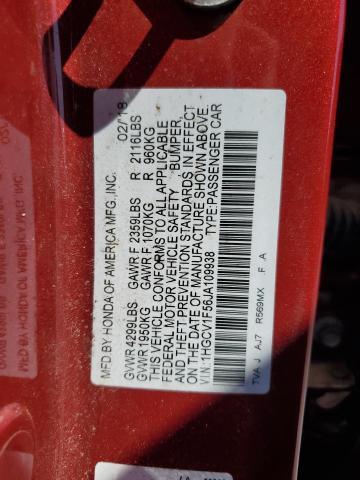 MFD BY HONDA OF AMERICA MFG.,INC. 02/18
GVWR 4299LBS GAWR F 2359LBS R 2116LBS
GVWR 1950KG GAWR F 1070KG R 960KG
THIS VEHICLE CONFORMS TO ALL APPLICABLE
FEDERAL MOTOR VEHICLE SAFETY BUMPER,
AND THEFT PREVENTION STANDARDS IN EFFECT
ON THE DATE OF MANUFACTURE SHOWN ABOVE.
VIN:1HGCV1F56JA109938 TYPE:PASSENGER CAR
TVA J AJ7 R569MX F A